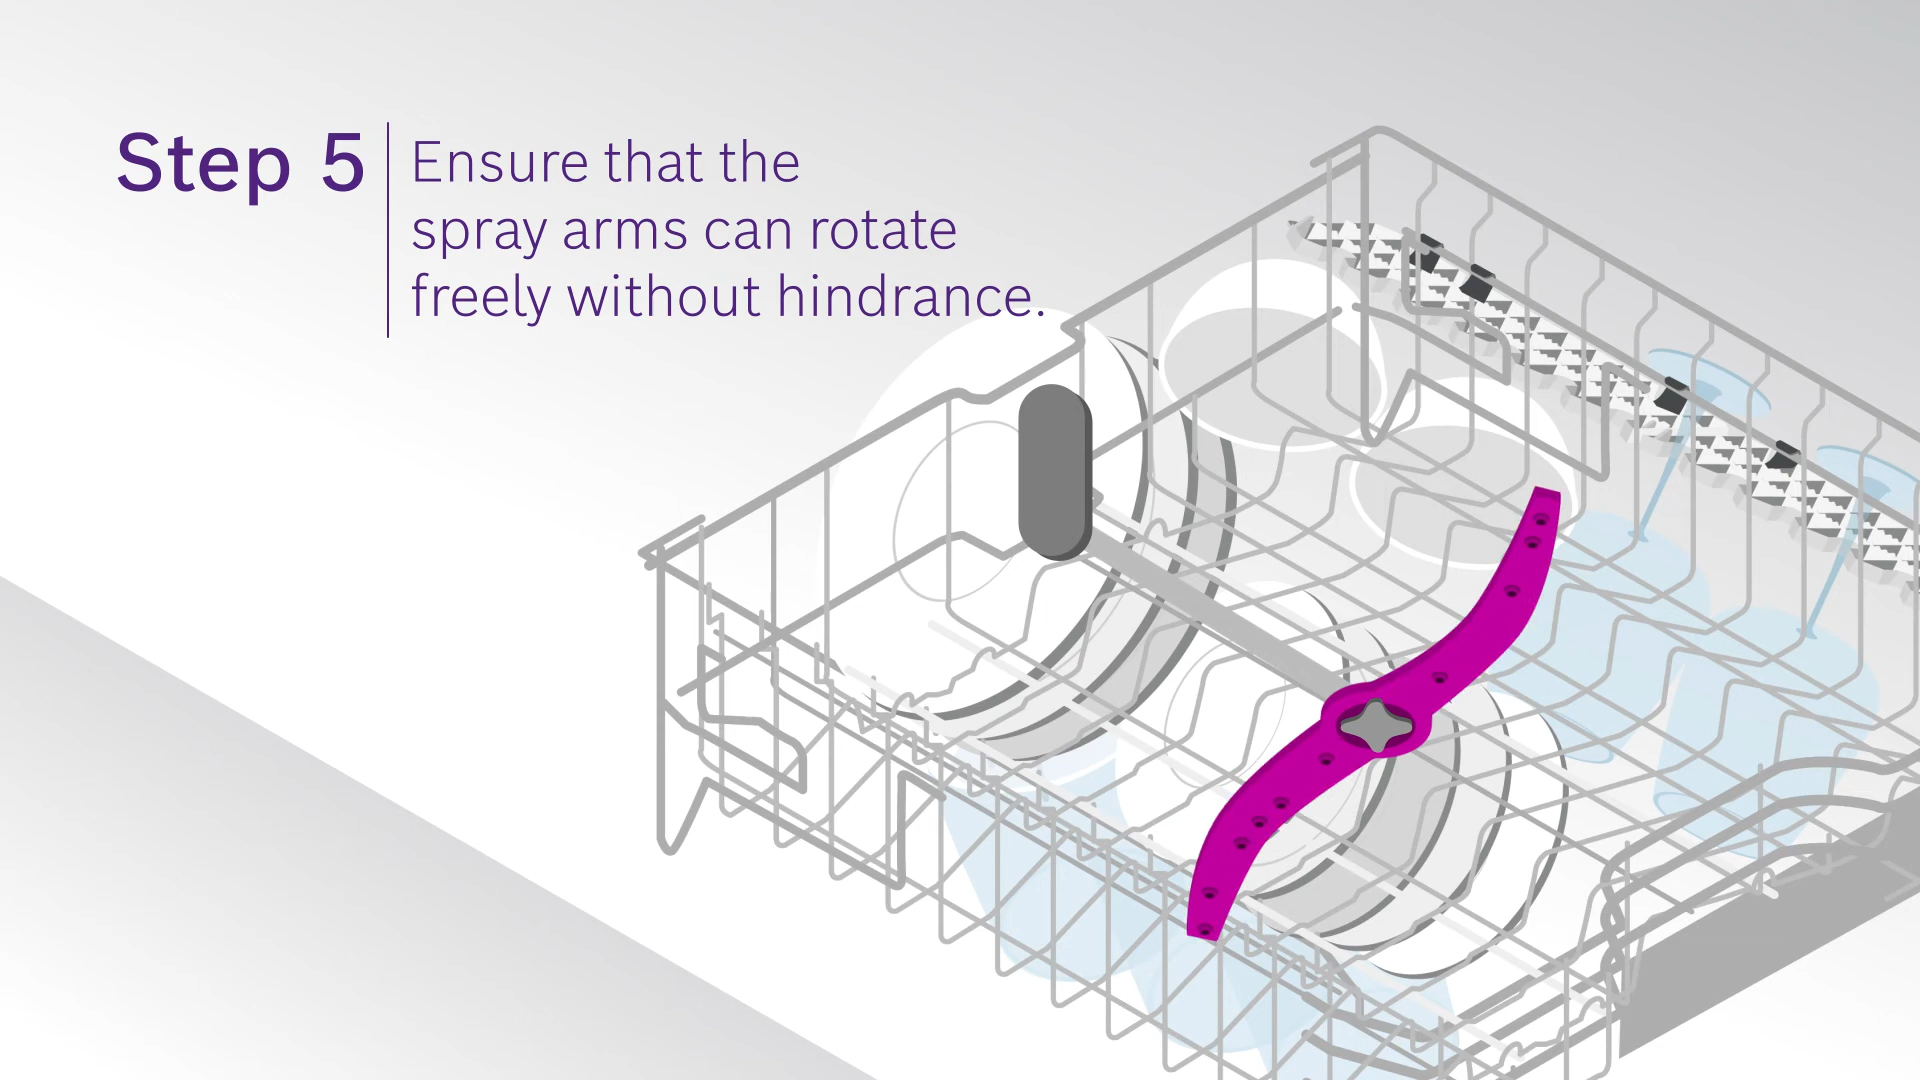 Step 5
Ensure that the
spray arms can rotate
freely without hindrance.